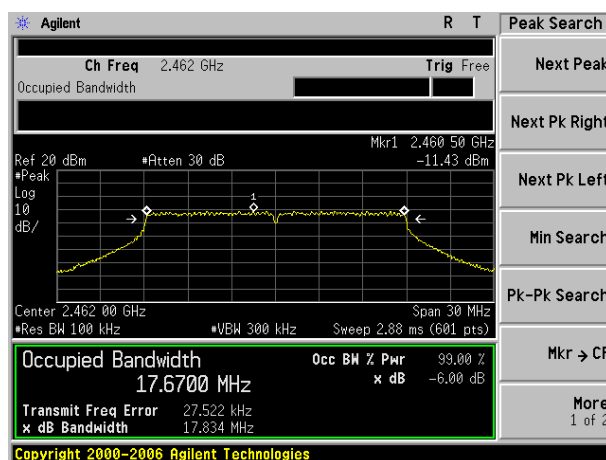 Agilent R T Peak Search
Ch Freq 2.462 GHz Trig Free
Occupied Bandwidth
Next Peak
Next Pk Right
Mkr1 2.460 50 GHz
Ref 20 dBm #Atten 30 dB -11.43 dBm
#Peak
Log
10
dB/
1
Next Pk Left
Min Search
Pk-Pk Search
Center 2.462 00 GHz Span 30 MHz
#Res BW 100 kHz #VBW 300 kHz Sweep 2.88 ms (601 pts)
Occupied Bandwidth Occ BW % Pwr 99.00 %
17.6700 MHz x dB -6.00 dB
Mkr → CF
Transmit Freq Error 27.522 kHz
x dB Bandwidth 17.834 MHz
More
1 of 2
Copyright 2000-2006 Agilent Technologies